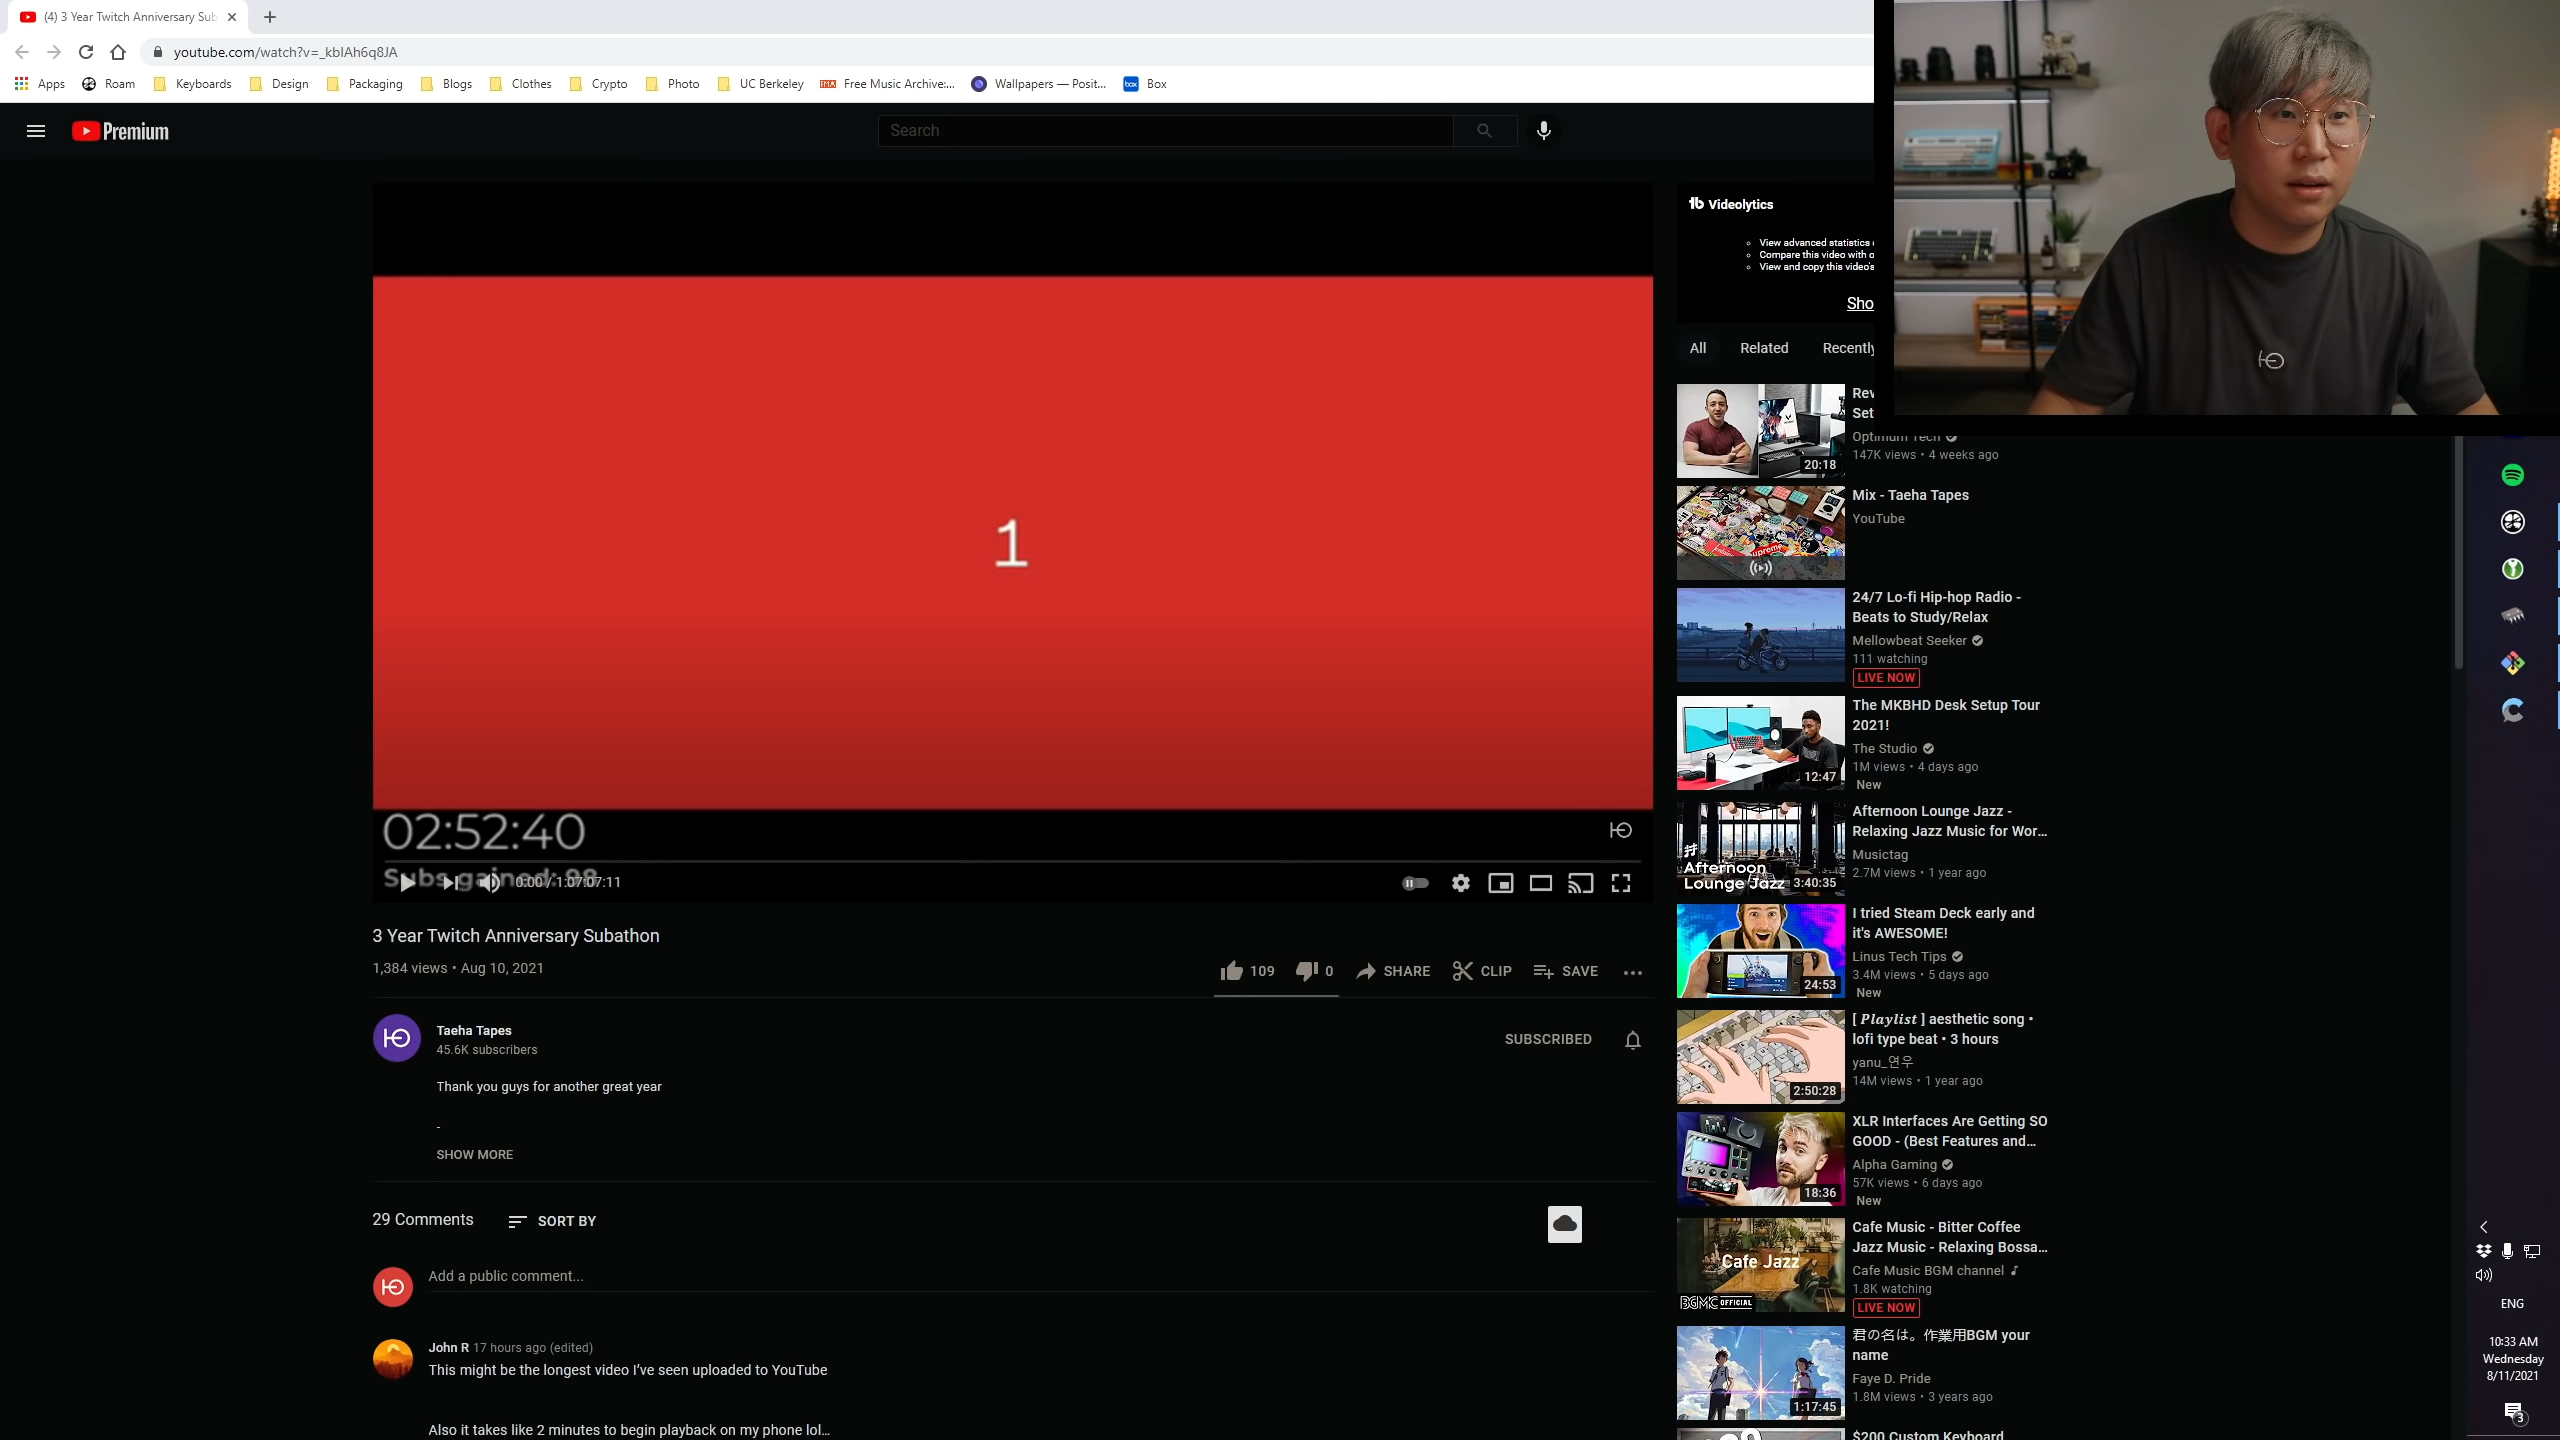 (4) 3 Year Twitch Anniversary Sub
youtube.com/watch?v=_kbIAh6q8JA
Apps
Roam
Keyboards
Design
Packaging
Blogs
Clothes
Crypto
Photo
UC Berkeley
Free Music Archive:...
Wallpapers — Posit...
Box
Premium
Search
1
02:52:40
Subs gained: 98
0:00 / 1:07:07:11
3 Year Twitch Anniversary Subathon
1,384 views • Aug 10, 2021
109
0
SHARE
CLIP
SAVE
Taeha Tapes
45.6K subscribers
SUBSCRIBED
Thank you guys for another great year
-
SHOW MORE
29 Comments
SORT BY
Add a public comment...
John R 17 hours ago (edited)
This might be the longest video I've seen uploaded to YouTube
Also it takes like 2 minutes to begin playback on my phone lol...
Videolytics
View advanced statistics
Compare this video with o
View and copy this video's
Sho
All
Related
Recently
Rev
Set
Optimum Tech
147K views • 4 weeks ago
20:18
Mix - Taeha Tapes
YouTube
24/7 Lo-fi Hip-hop Radio -
Beats to Study/Relax
Mellowbeat Seeker
111 watching
LIVE NOW
The MKBHD Desk Setup Tour
2021!
The Studio
1M views • 4 days ago
New
12:47
Afternoon Lounge Jazz -
Relaxing Jazz Music for Wor...
Musictag
2.7M views • 1 year ago
Afternoon
Lounge Jazz
3:40:35
I tried Steam Deck early and
it's AWESOME!
Linus Tech Tips
3.4M views • 5 days ago
New
24:53
[ Playlist ] aesthetic song •
lofi type beat • 3 hours
yanu_연우
14M views • 1 year ago
2:50:28
XLR Interfaces Are Getting SO
GOOD - (Best Features and...
Alpha Gaming
57K views • 6 days ago
New
18:36
Cafe Music - Bitter Coffee
Jazz Music - Relaxing Bossa...
Cafe Music BGM channel
1.8K watching
LIVE NOW
Cafe Jazz
BGMC OFFICIAL
君の名は。作業用BGM your
name
Faye D. Pride
1.8M views • 3 years ago
1:17:45
$200 Custom Keyboard
ENG
10:33 AM
Wednesday
8/11/2021
3